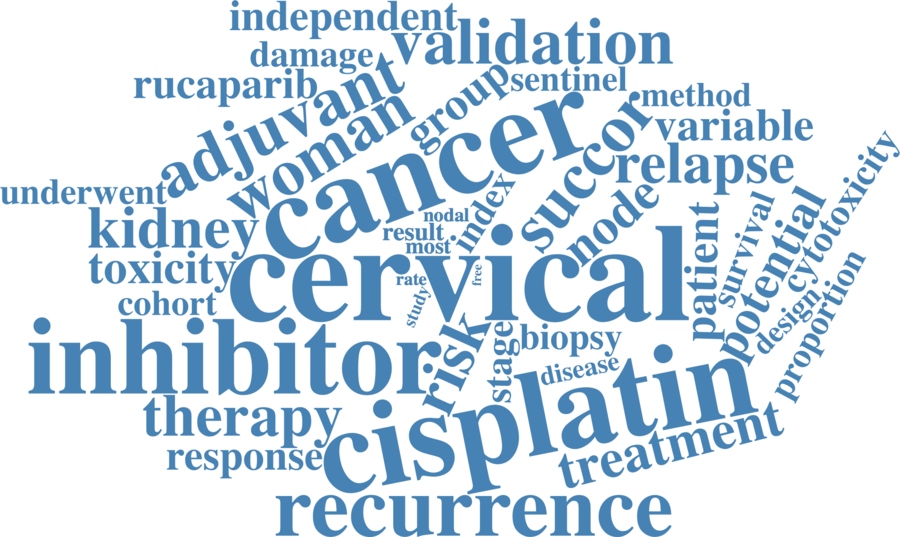 independent
validation
damage
rucaparib
adjuvant
group
sentinel
method
variable
woman
cancer
succor
relapse
underwent
kidney
nodal
result
most
index
node
toxicity
cohort
cervical
rate
free
study
patient
survival
potential
cytotoxicity
design
proportion
inhibitor
risk
stage
biopsy
disease
therapy
response
cisplatin
treatment
recurrence